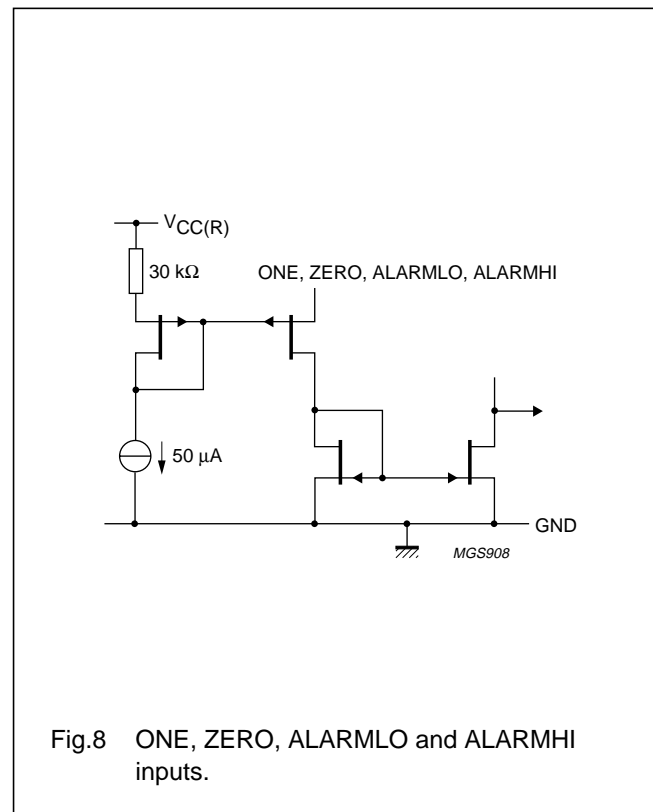 VCC(R)
30 kΩ
ONE, ZERO, ALARMLO, ALARMHI
50 µA
GND
MGS908
Fig.8 ONE, ZERO, ALARMLO and ALARMHI
inputs.